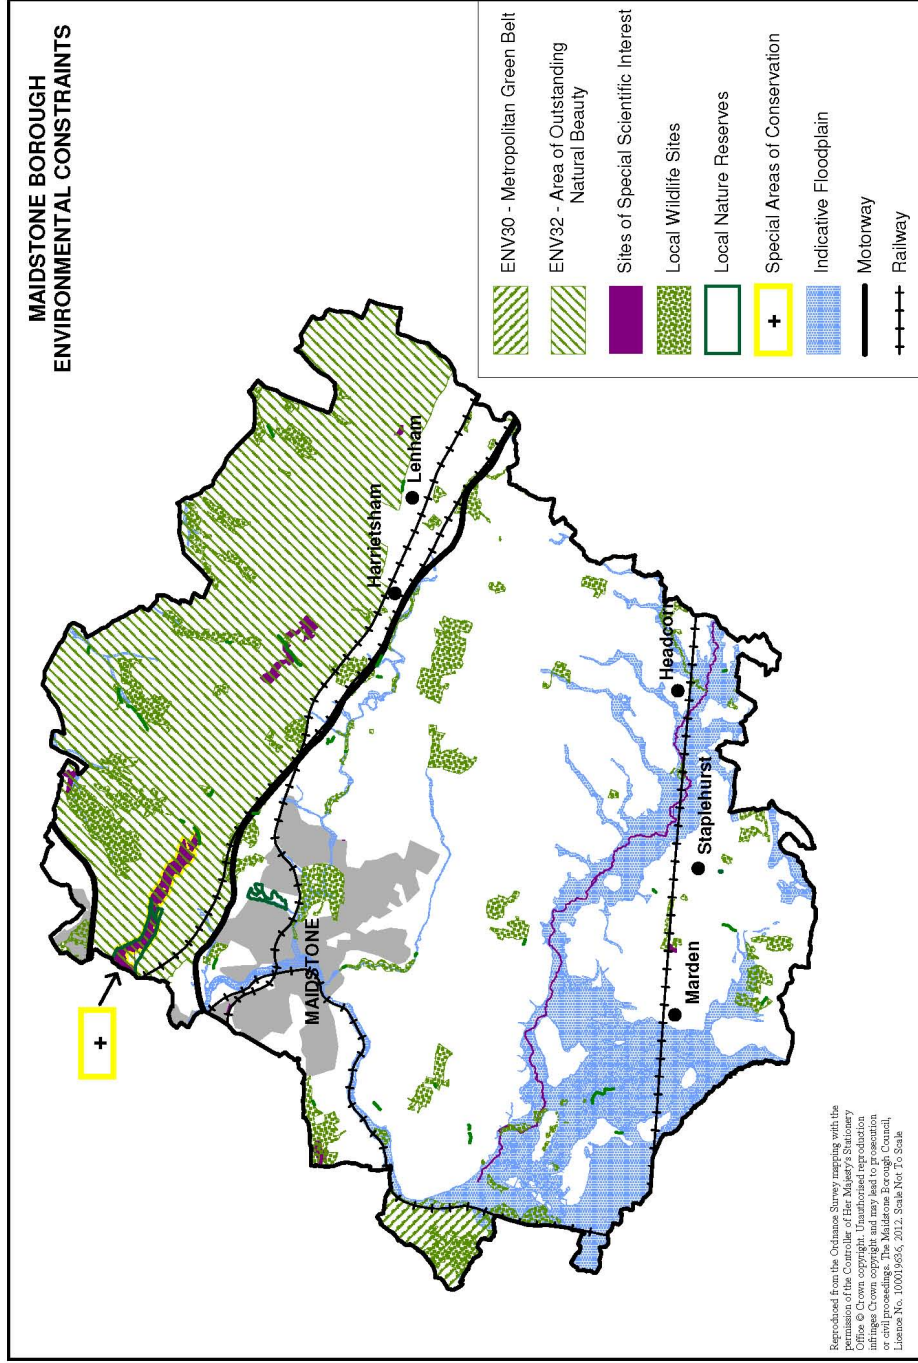 MAIDSTONE BOROUGH
ENVIRONMENTAL CONSTRAINTS
+
MAIDSTONE
Harrietsham
Lenham
Headcorn
Staplehurst
Marden
ENV30 - Metropolitan Green Belt
ENV32 - Area of Outstanding
Natural Beauty
Sites of Special Scientific Interest
Local Wildlife Sites
Local Nature Reserves
+
Special Areas of Conservation
Indicative Floodplain
Motorway
Railway
Reproduced from the Ordnance Survey mapping with the
permission of the Controller of Her Majesty's Stationery
Office © Crown copyright. Unauthorised reproduction
infringes Crown copyright and may lead to prosecution
or civil proceedings. The Maidstone Borough Council,
Licence No. 100019636, 2012. Scale Not To Scale